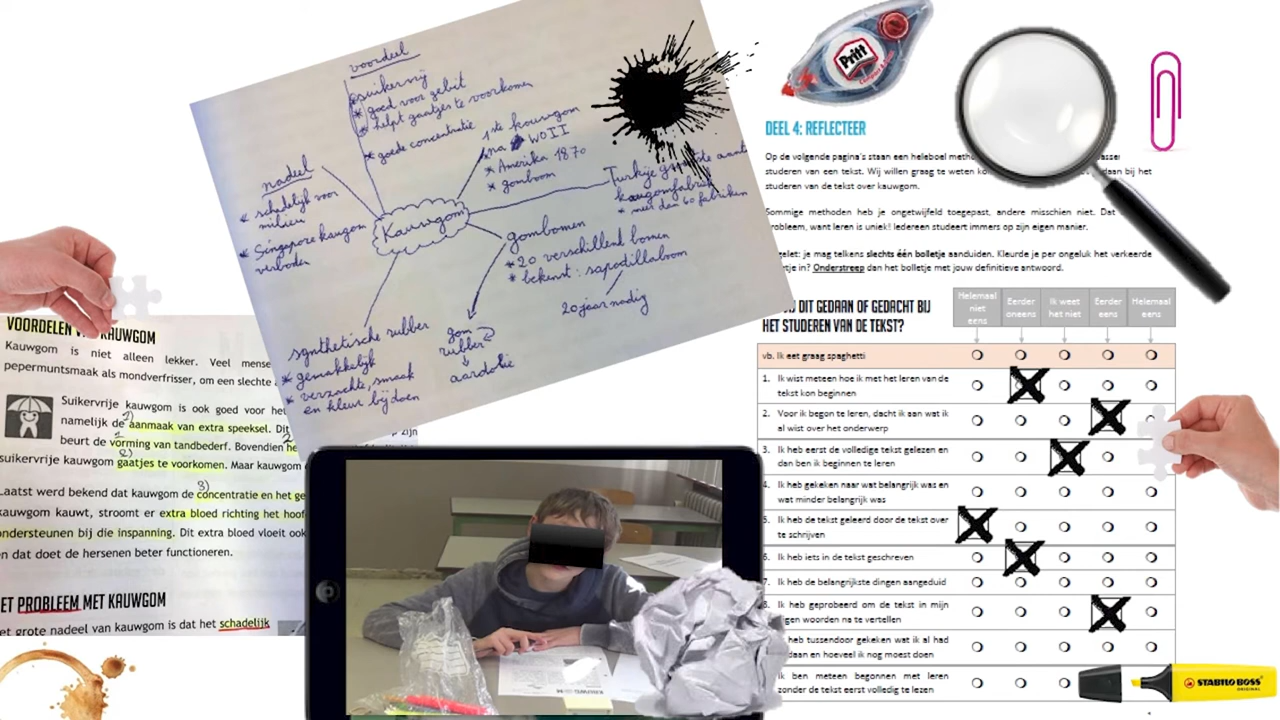 voordeel
* suikervrij
* goed voor gebit
* helpt gaatjes te voorkomen
* goede concentratie
1ste kauwgom
na WOII
* Amerika 1870
* gomboom
nadeel
* schadelijk voor
milieu
* Singapore kaugom
verboden
Kauwgom
Turkije
kaugomfabriek
* meer dan 60 fabrieken
gombomen
* 20 verschillent bomen
* bekenst: sapodillaboom
20 jaar nodig
gom
rubber
aardolie
synthetische rubber
* gemakkelijk
* verzachte, smaak
en kleur bij doen
Pritt
DEEL 4: REFLECTEER
Op de volgende pagina's staan een heleboel
studeren van een tekst. Wij willen graag te weten daan bij het
studeren van de tekst over kauwgom.
Sommige methoden heb je ongetwijfeld toegepast, andere misschien niet. Dat
probleem, want leren is uniek! Iedereen studeert immers op zijn eigen manier.
je mag telkens slechts één bolletje aanduiden. Kleurde je per ongeluk het verkeerde
in? Onderstreep dan het bolletje met jouw definitieve antwoord.
DIT GEDAAN OF GEDACHT BIJ
HET STUDEREN VAN DE TEKST?
Helemaal niet eens
Eerder oneens
Ik weet het niet
Eerder eens
Helemaal eens
vb. Ik eet graag spaghetti
1. Ik wist meteen hoe ik met het leren van de
tekst kon beginnen
2. Voor ik begon te leren, dacht ik aan wat ik
al wist over het onderwerp
3. Ik heb eerst de volledige tekst gelezen en
dan ben ik beginnen te leren
4. Ik heb gekeken naar wat belangrijk was en
wat minder belangrijk was
5. Ik heb de tekst geleerd door de tekst over
te schrijven
6. Ik heb iets in de tekst geschreven
7. Ik heb de belangrijkste dingen aangeduid
8. Ik heb geprobeerd om de tekst in mijn
eigen woorden na te vertellen
heb tussendoor gekeken wat ik al had
en hoeveel ik nog moest doen
Ik ben meteen begonnen met leren
zonder de tekst eerst volledig te lezen
VOORDELEN KAUWGOM
Kauwgom is niet alleen lekker. Veel
pepermuntsmaak als mondverfrisser, om een slechte
Suikervrije kauwgom is ook goed voor
namelijk de aanmaak van extra speeksel. Dit
zijn
beurt de vorming van tandbederf. Bovendien
suikervrije kauwgom gaatjes te voorkomen. Maar kauwgom
3)
Laatst werd bekend dat kauwgom de concentratie en het
kauwgom kauwt, stroomt er extra bloed richting het
ondersteunen bij die inspanning. Dit extra bloed vloeit
en dat doet de hersenen beter functioneren.
PROBLEEM MET KAUWGOM
grote nadeel van kauwgom is dat het schadelijk
STABILO BOSS
ORIGINAL